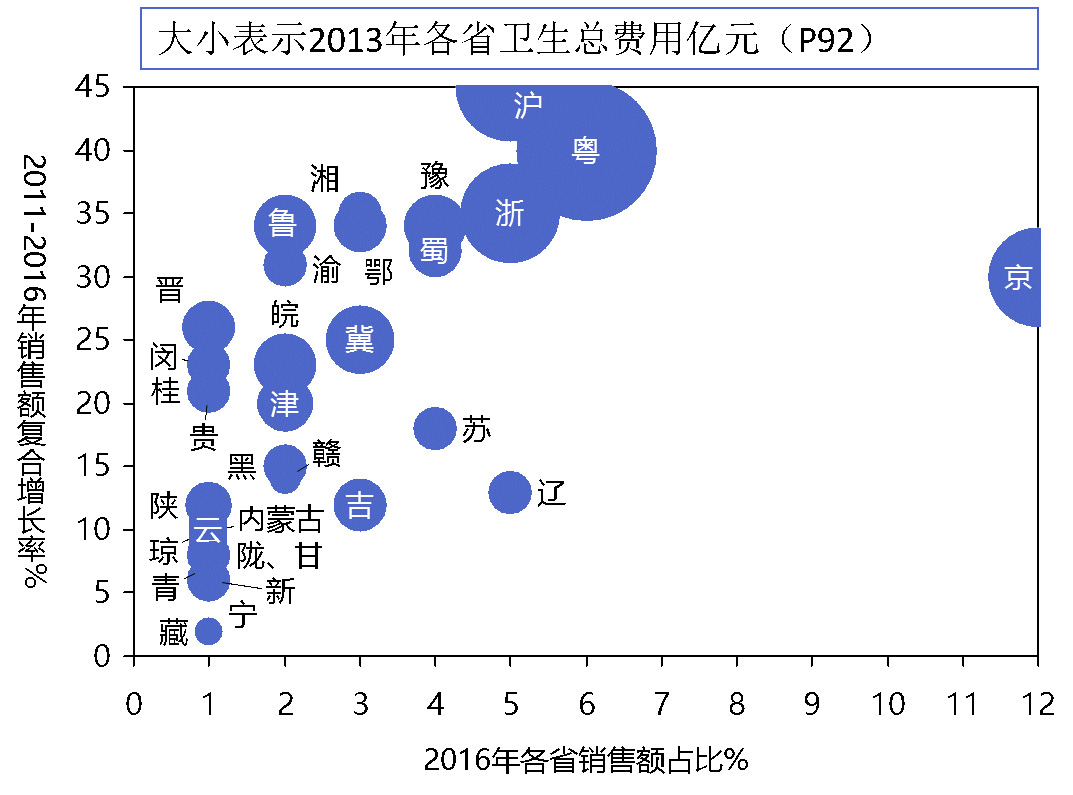 大小表示2013年各省卫生总费用亿元（P92）
2011-2016年销售额复合增长率%
45
40
35
30
25
20
15
10
5
0
沪
粤
豫
湘
浙
鲁
蜀
渝
鄂
京
晋
皖
冀
闵
桂
津
苏
贵
赣
黑
辽
陕
吉
内蒙古
云
琼
陇、甘
青
新
宁
藏
0 1 2 3 4 5 6 7 8 9 10 11 12
2016年各省销售额占比%